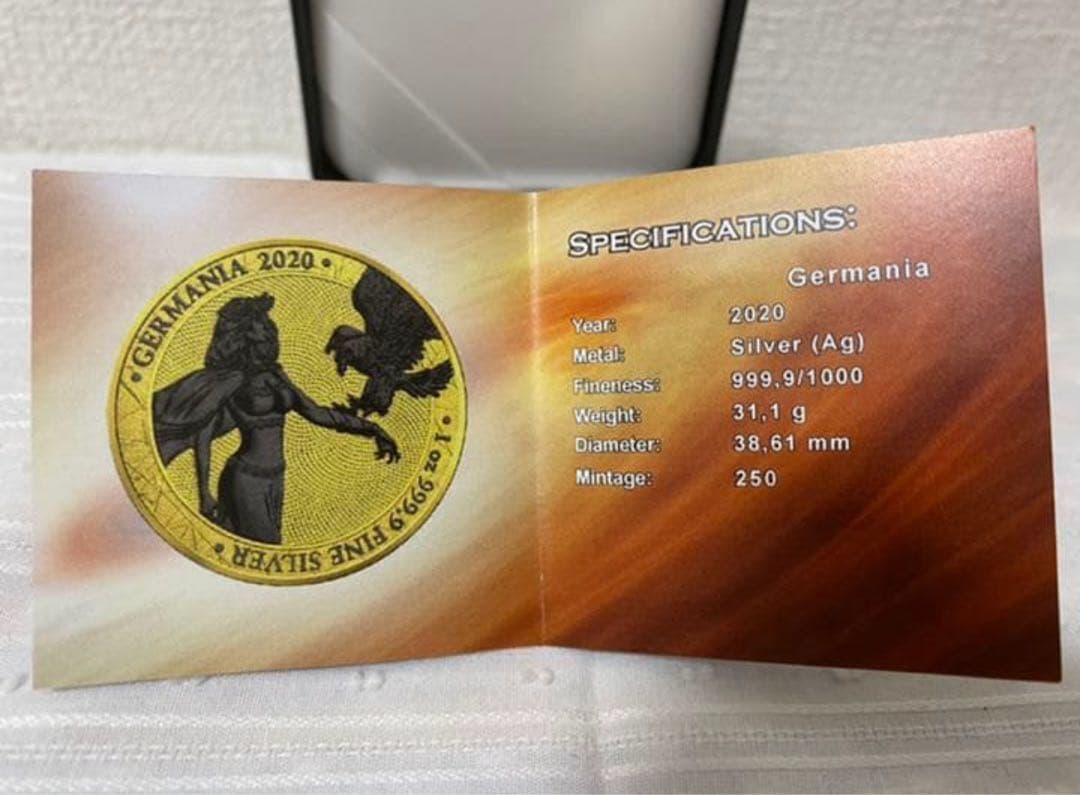 • GERMANIA 2020 •
• 1 oz 999.9 FINE SILVER •
SPECIFICATIONS:
Germania
Year: 2020
Metal: Silver (Ag)
Fineness: 999,9/1000
Weight: 31,1 g
Diameter: 38,61 mm
Mintage: 250